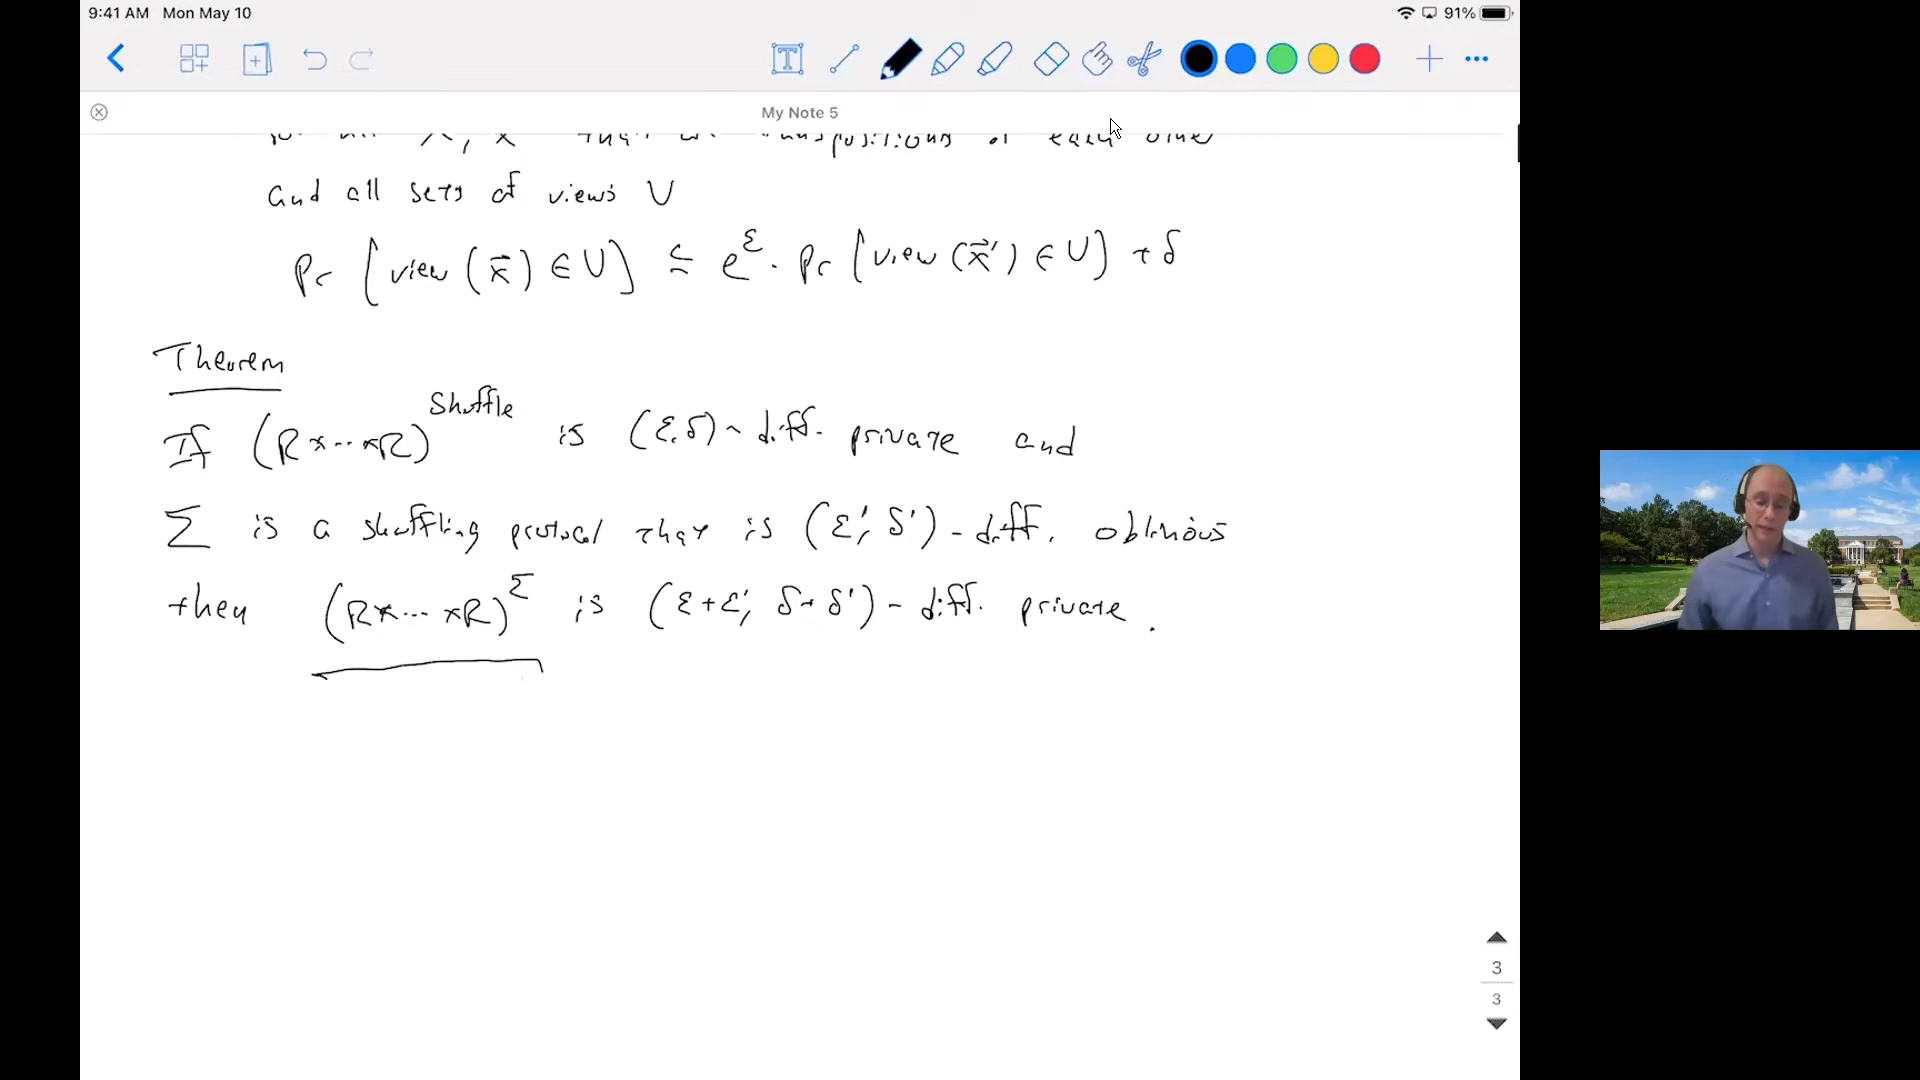 9:41 AM Mon May 10
91%
My Note 5
each other
and all sets of views V
Pr [view (x⃗) ∈ V] ≤ e^ε · Pr [view (x⃗') ∈ V] + δ
Theorem
If (R×···×R)^Shuffle is (ε,δ)-diff. private and
Σ is a shuffling protocol that is (ε', δ')-diff. oblivious
then (R×···×R)^Σ is (ε+ε', δ+δ')-diff. private.
3
3